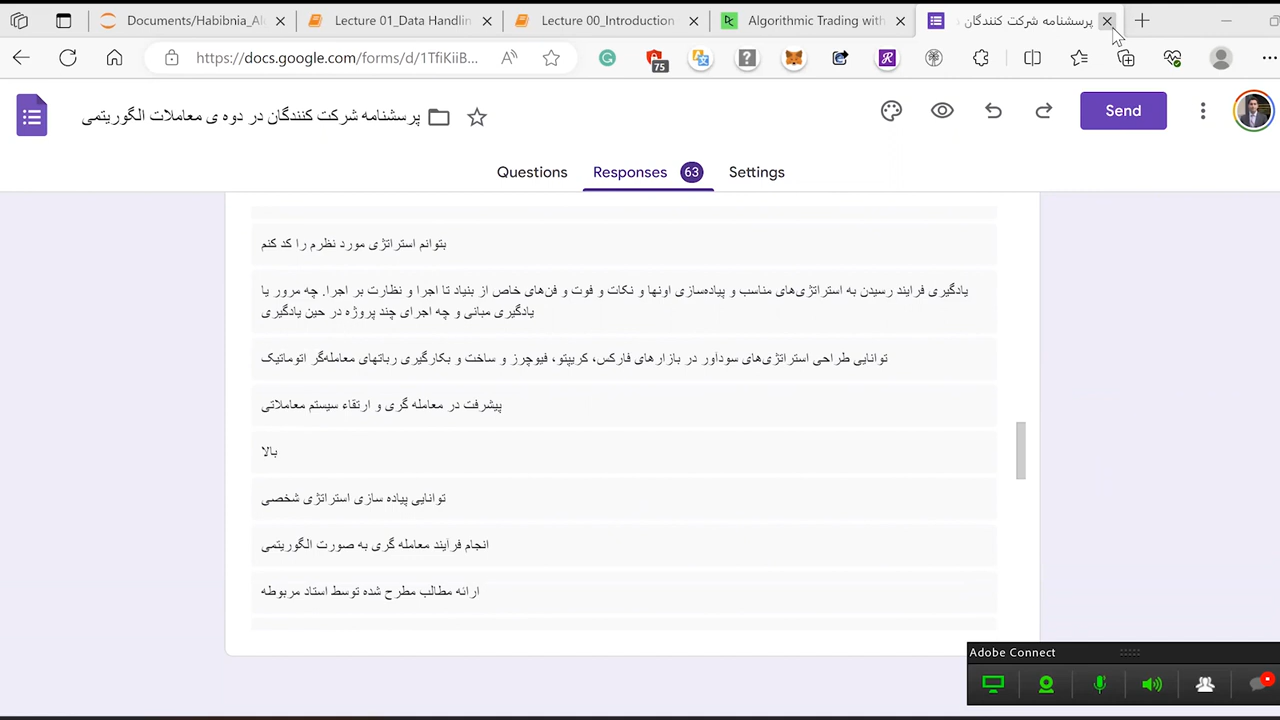 Documents/Habibnia_Al
Lecture 01_Data Handlin
Lecture 00_Introduction
Algorithmic Trading with
پرسشنامه شرکت کنندگان
https://docs.google.com/forms/d/1TfiKiiB...
75
پرسشنامه شرکت کنندگان در دوه ی معاملات الگوریتمی
Send
Questions
Responses 63
Settings
بتوانم استراتژی مورد نظرم را کد کنم
یادگیری فرایند رسیدن به استراتژی‌های مناسب و پیاده‌سازی اونها و نکات و فوت و فن‌های خاص از بنیاد تا اجرا و نظارت بر اجرا. چه مرور یا
یادگیری مبانی و چه اجرای چند پروژه در حین یادگیری
توانایی طراحی استراتژی‌های سودآور در بازارهای فارکس، کریپتو، فیوچرز و ساخت و بکارگیری رباتهای معامله‌گر اتوماتیک
پیشرفت در معامله گری و ارتقاء سیستم معاملاتی
بالا
توانایی پیاده سازی استراتژی شخصی
انجام فرآیند معامله گری به صورت الگوریتمی
ارائه مطالب مطرح شده توسط استاد مربوطه
Adobe Connect